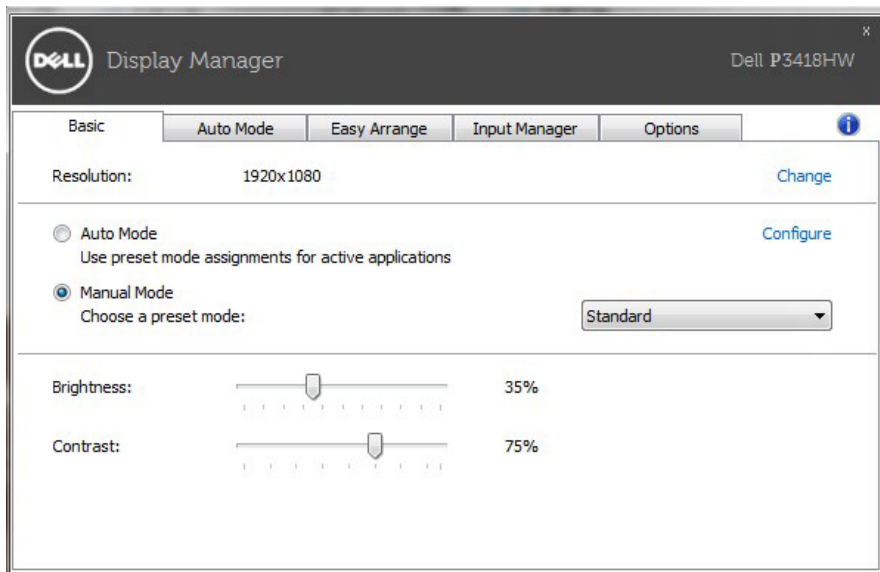 x
DELL Display Manager Dell P3418HW
Basic Auto Mode Easy Arrange Input Manager Options i
Resolution: 1920x1080 Change
Auto Mode Configure
Use preset mode assignments for active applications
Manual Mode
Choose a preset mode: Standard
Brightness: 35%
Contrast: 75%